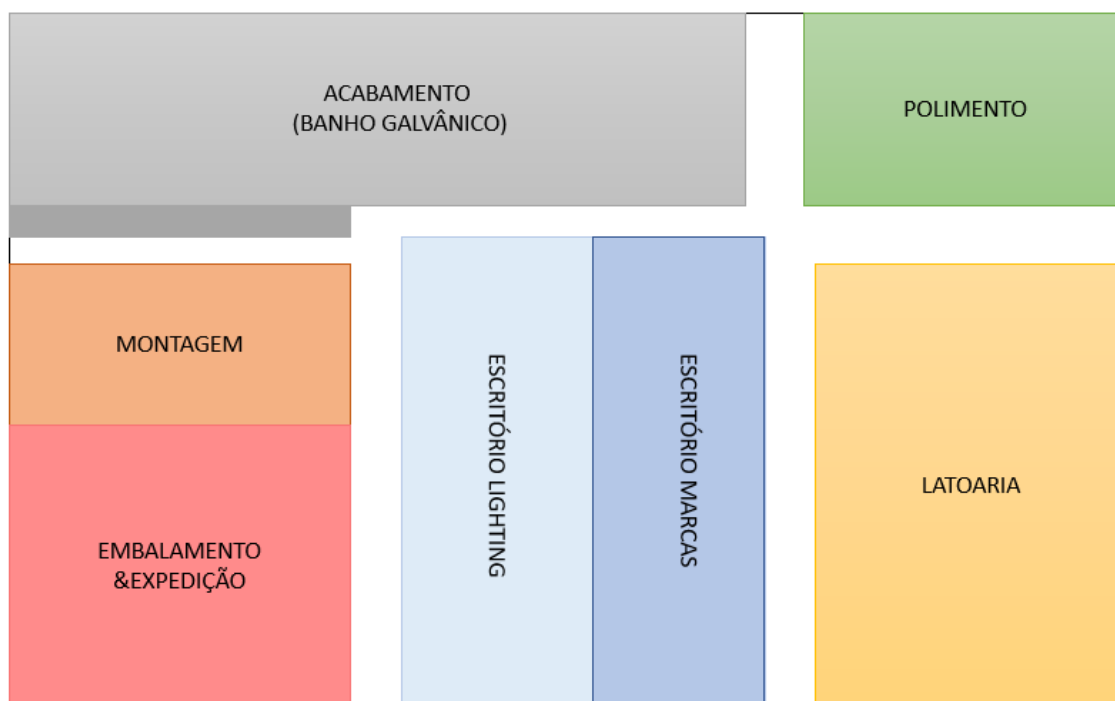 ACABAMENTO
(BANHO GALVÂNICO)
POLIMENTO
MONTAGEM
EMBALAMENTO
&EXPEDIÇÃO
ESCRITÓRIO LIGHTING
ESCRITÓRIO MARCAS
LATOARIA